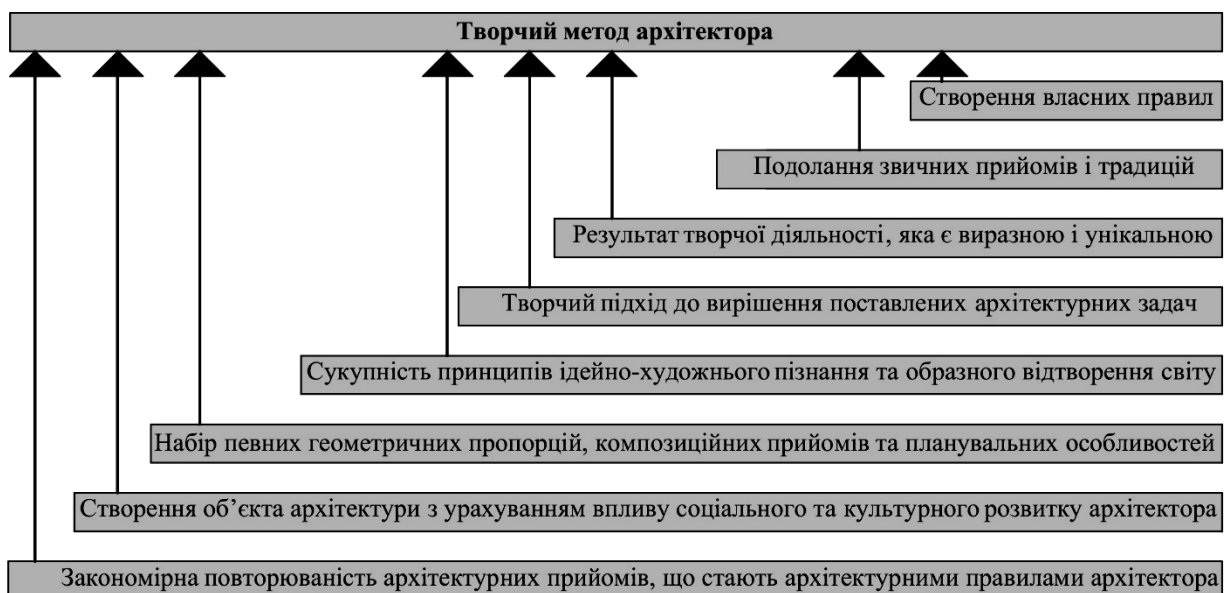 Творчий метод архітектора
Створення власних правил
Подолання звичних прийомів і традицій
Результат творчої діяльності, яка є виразною і унікальною
Творчий підхід до вирішення поставлених архітектурних задач
Сукупність принципів ідейно-художнього пізнання та образного відтворення світу
Набір певних геометричних пропорцій, композиційних прийомів та планувальних особливостей
Створення об’єкта архітектури з урахуванням впливу соціального та культурного розвитку архітектора
Закономірна повторюваність архітектурних прийомів, що стають архітектурними правилами архітектора